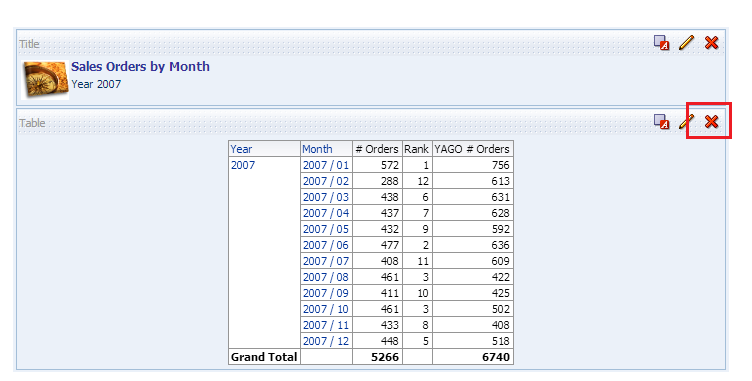 Title
Sales Orders by Month
Year 2007
Table
Year Month # Orders Rank YAGO # Orders
2007 2007 / 01 572 1 756
2007 / 02 288 12 613
2007 / 03 438 6 631
2007 / 04 437 7 628
2007 / 05 432 9 592
2007 / 06 477 2 636
2007 / 07 408 11 609
2007 / 08 461 3 422
2007 / 09 411 10 425
2007 / 10 461 3 502
2007 / 11 433 8 408
2007 / 12 448 5 518
Grand Total 5266 6740